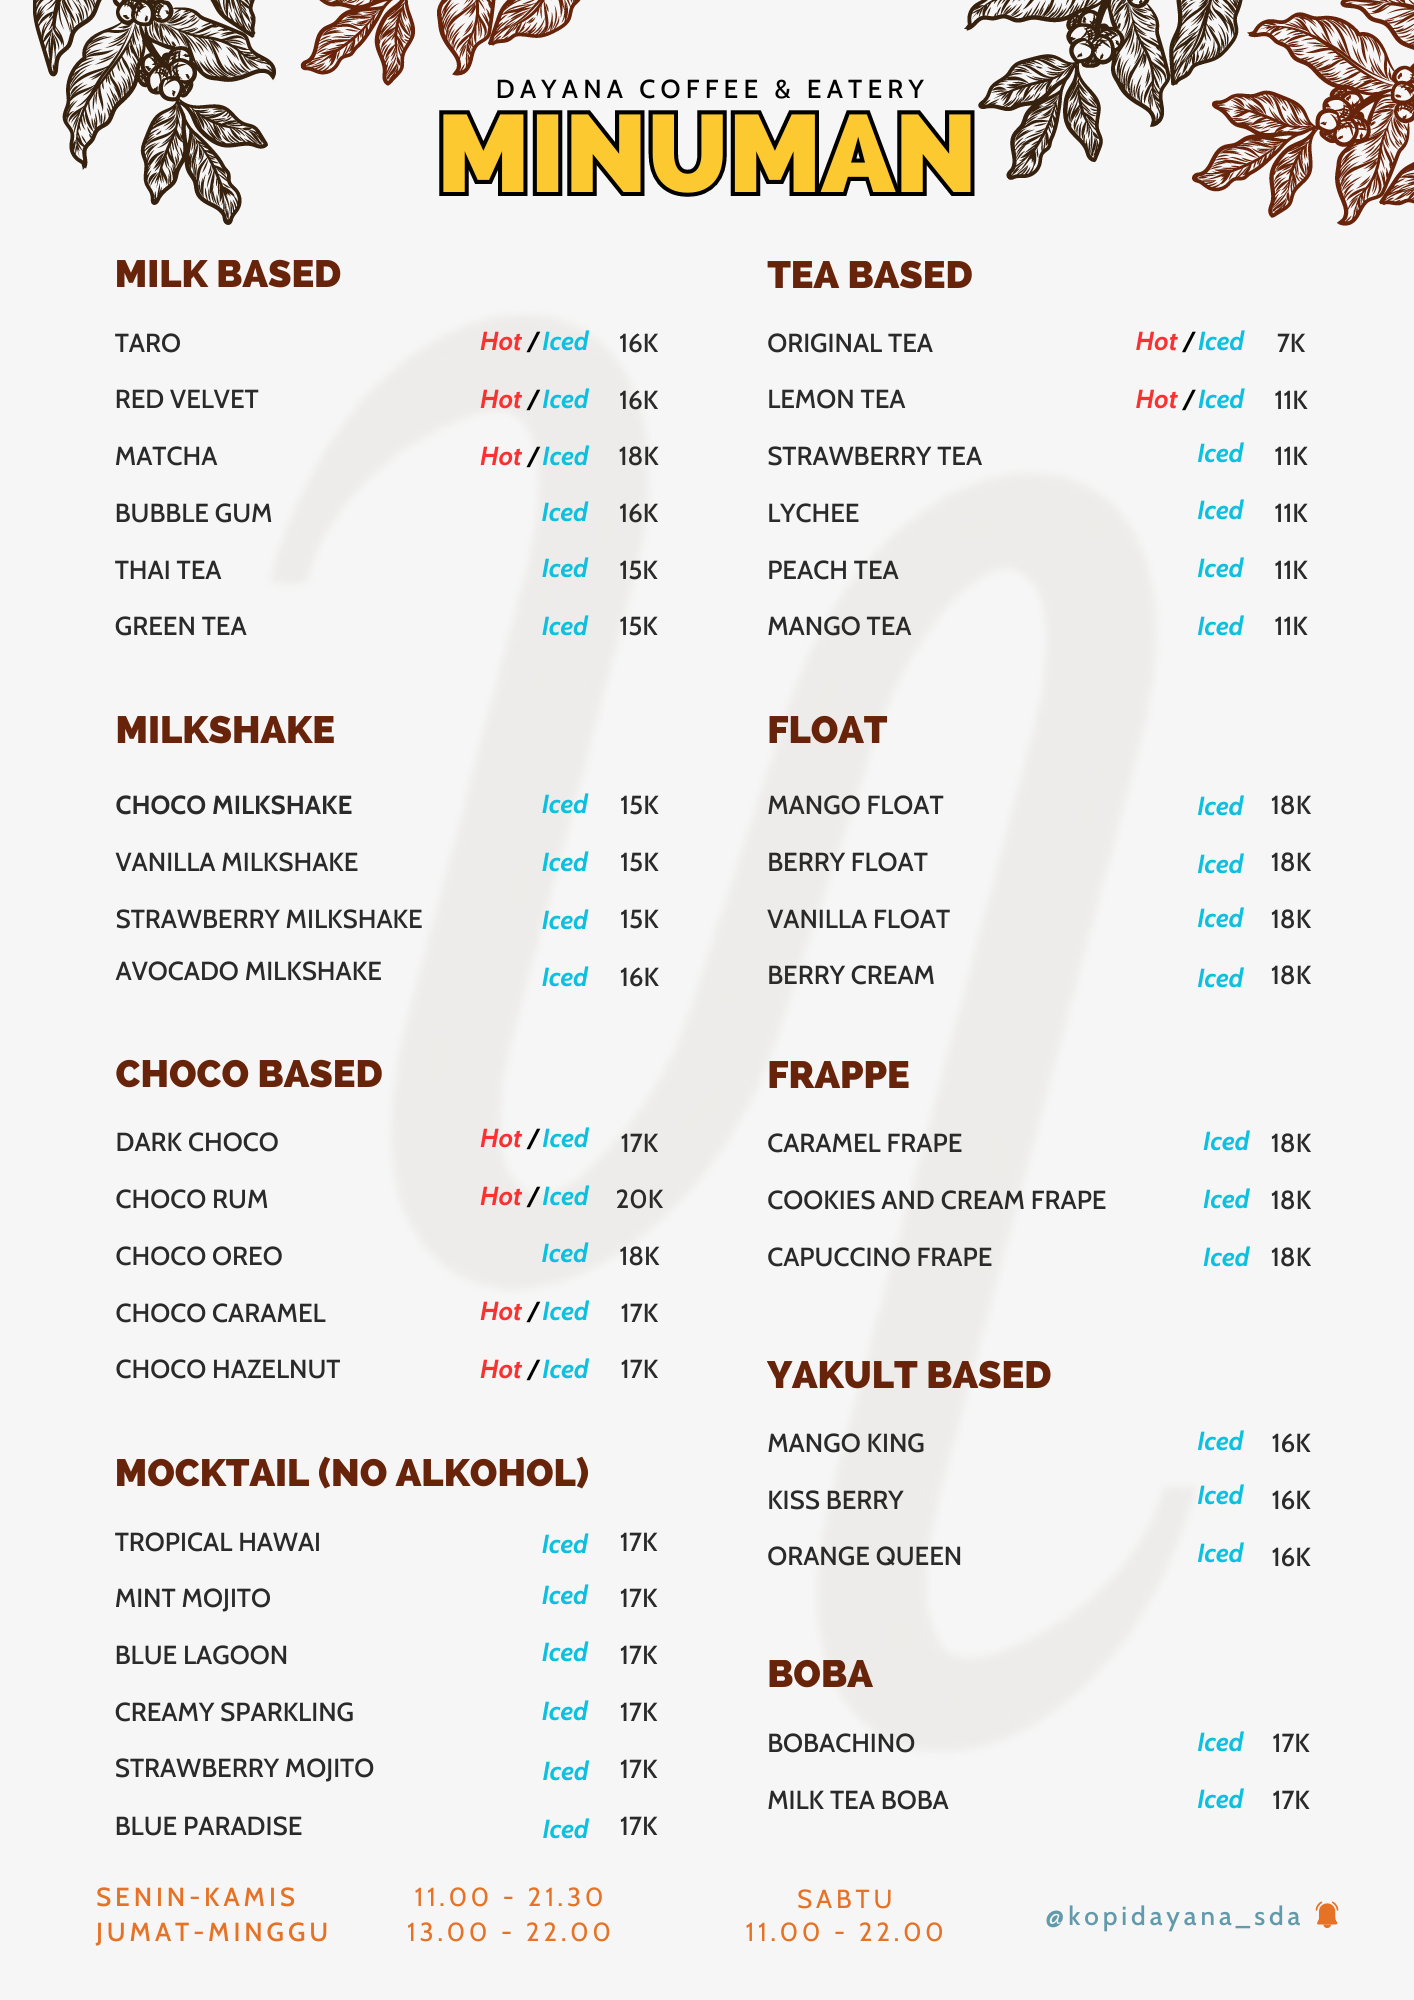 DAYANA COFFEE & EATERY
MINUMAN
MILK BASED
TARO Hot / Iced 16K
RED VELVET Hot / Iced 16K
MATCHA Hot / Iced 18K
BUBBLE GUM Iced 16K
THAI TEA Iced 15K
GREEN TEA Iced 15K
MILKSHAKE
CHOCO MILKSHAKE Iced 15K
VANILLA MILKSHAKE Iced 15K
STRAWBERRY MILKSHAKE Iced 15K
AVOCADO MILKSHAKE Iced 16K
CHOCO BASED
DARK CHOCO Hot / Iced 17K
CHOCO RUM Hot / Iced 20K
CHOCO OREO Iced 18K
CHOCO CARAMEL Hot / Iced 17K
CHOCO HAZELNUT Hot / Iced 17K
MOCKTAIL (NO ALKOHOL)
TROPICAL HAWAI Iced 17K
MINT MOJITO Iced 17K
BLUE LAGOON Iced 17K
CREAMY SPARKLING Iced 17K
STRAWBERRY MOJITO Iced 17K
BLUE PARADISE Iced 17K
TEA BASED
ORIGINAL TEA Hot / Iced 7K
LEMON TEA Hot / Iced 11K
STRAWBERRY TEA Iced 11K
LYCHEE Iced 11K
PEACH TEA Iced 11K
MANGO TEA Iced 11K
FLOAT
MANGO FLOAT Iced 18K
BERRY FLOAT Iced 18K
VANILLA FLOAT Iced 18K
BERRY CREAM Iced 18K
FRAPPE
CARAMEL FRAPE Iced 18K
COOKIES AND CREAM FRAPE Iced 18K
CAPUCCINO FRAPE Iced 18K
YAKULT BASED
MANGO KING Iced 16K
KISS BERRY Iced 16K
ORANGE QUEEN Iced 16K
BOBA
BOBACHINO Iced 17K
MILK TEA BOBA Iced 17K
SENIN-KAMIS 11.00 - 21.30
JUMAT-MINGGU 13.00 - 22.00
SABTU
11.00 - 22.00
@kopidayana_sda